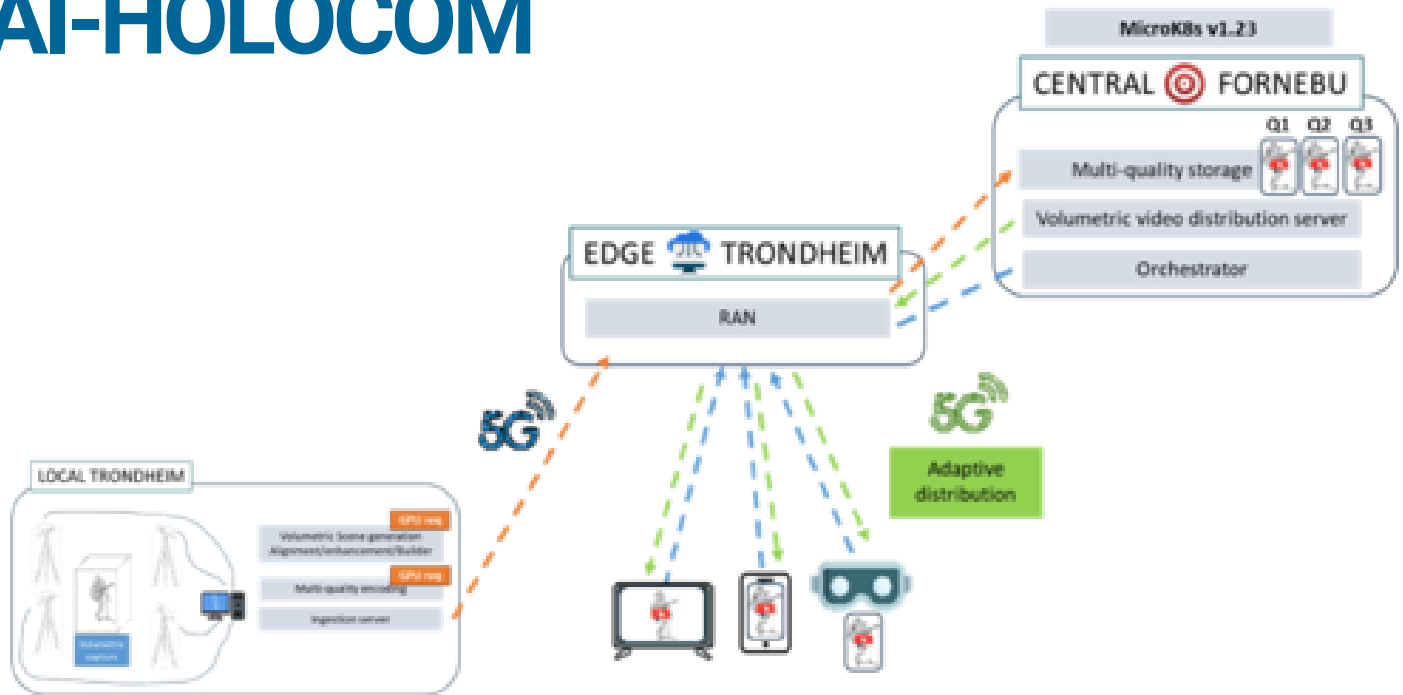 AI-HOLOCOM
MicroK8s v1.23
CENTRAL FORNEBU
Q1 Q2 Q3
Multi-quality storage
Volumetric video distribution server
Orchestrator
EDGE TRONDHEIM
RAN
5G
5G
Adaptive
distribution
LOCAL TRONDHEIM
GPU req
Volumetric Scene generation
Alignment/enhancement/Builder
GPU req
Multi-quality encoding
Ingestion server
Volumetric
capture